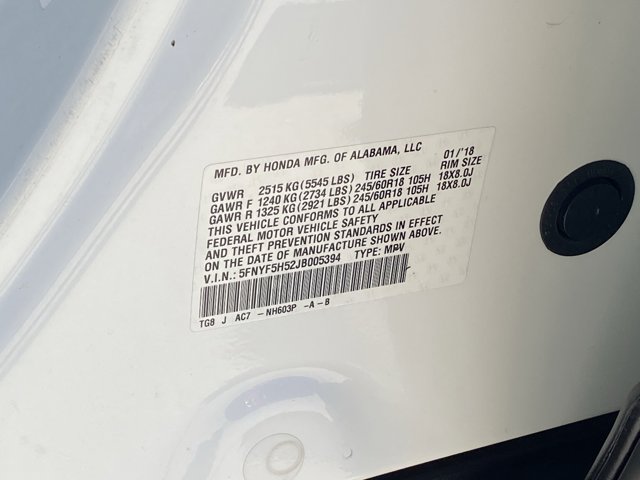 MFD. BY HONDA MFG. OF ALABAMA, LLC 01/'18
GVWR 2515 KG (5545 LBS) TIRE SIZE RIM SIZE
GAWR F 1240 KG (2734 LBS) 245/60R18 105H 18X8.0J
GAWR R 1325 KG (2921 LBS) 245/60R18 105H 18X8.0J
THIS VEHICLE CONFORMS TO ALL APPLICABLE
FEDERAL MOTOR VEHICLE SAFETY
AND THEFT PREVENTION STANDARDS IN EFFECT
ON THE DATE OF MANUFACTURE SHOWN ABOVE.
V.I.N.: 5FNYF5H52JB005394 TYPE: MPV
TG8 J AC7 -NH603P -A-B